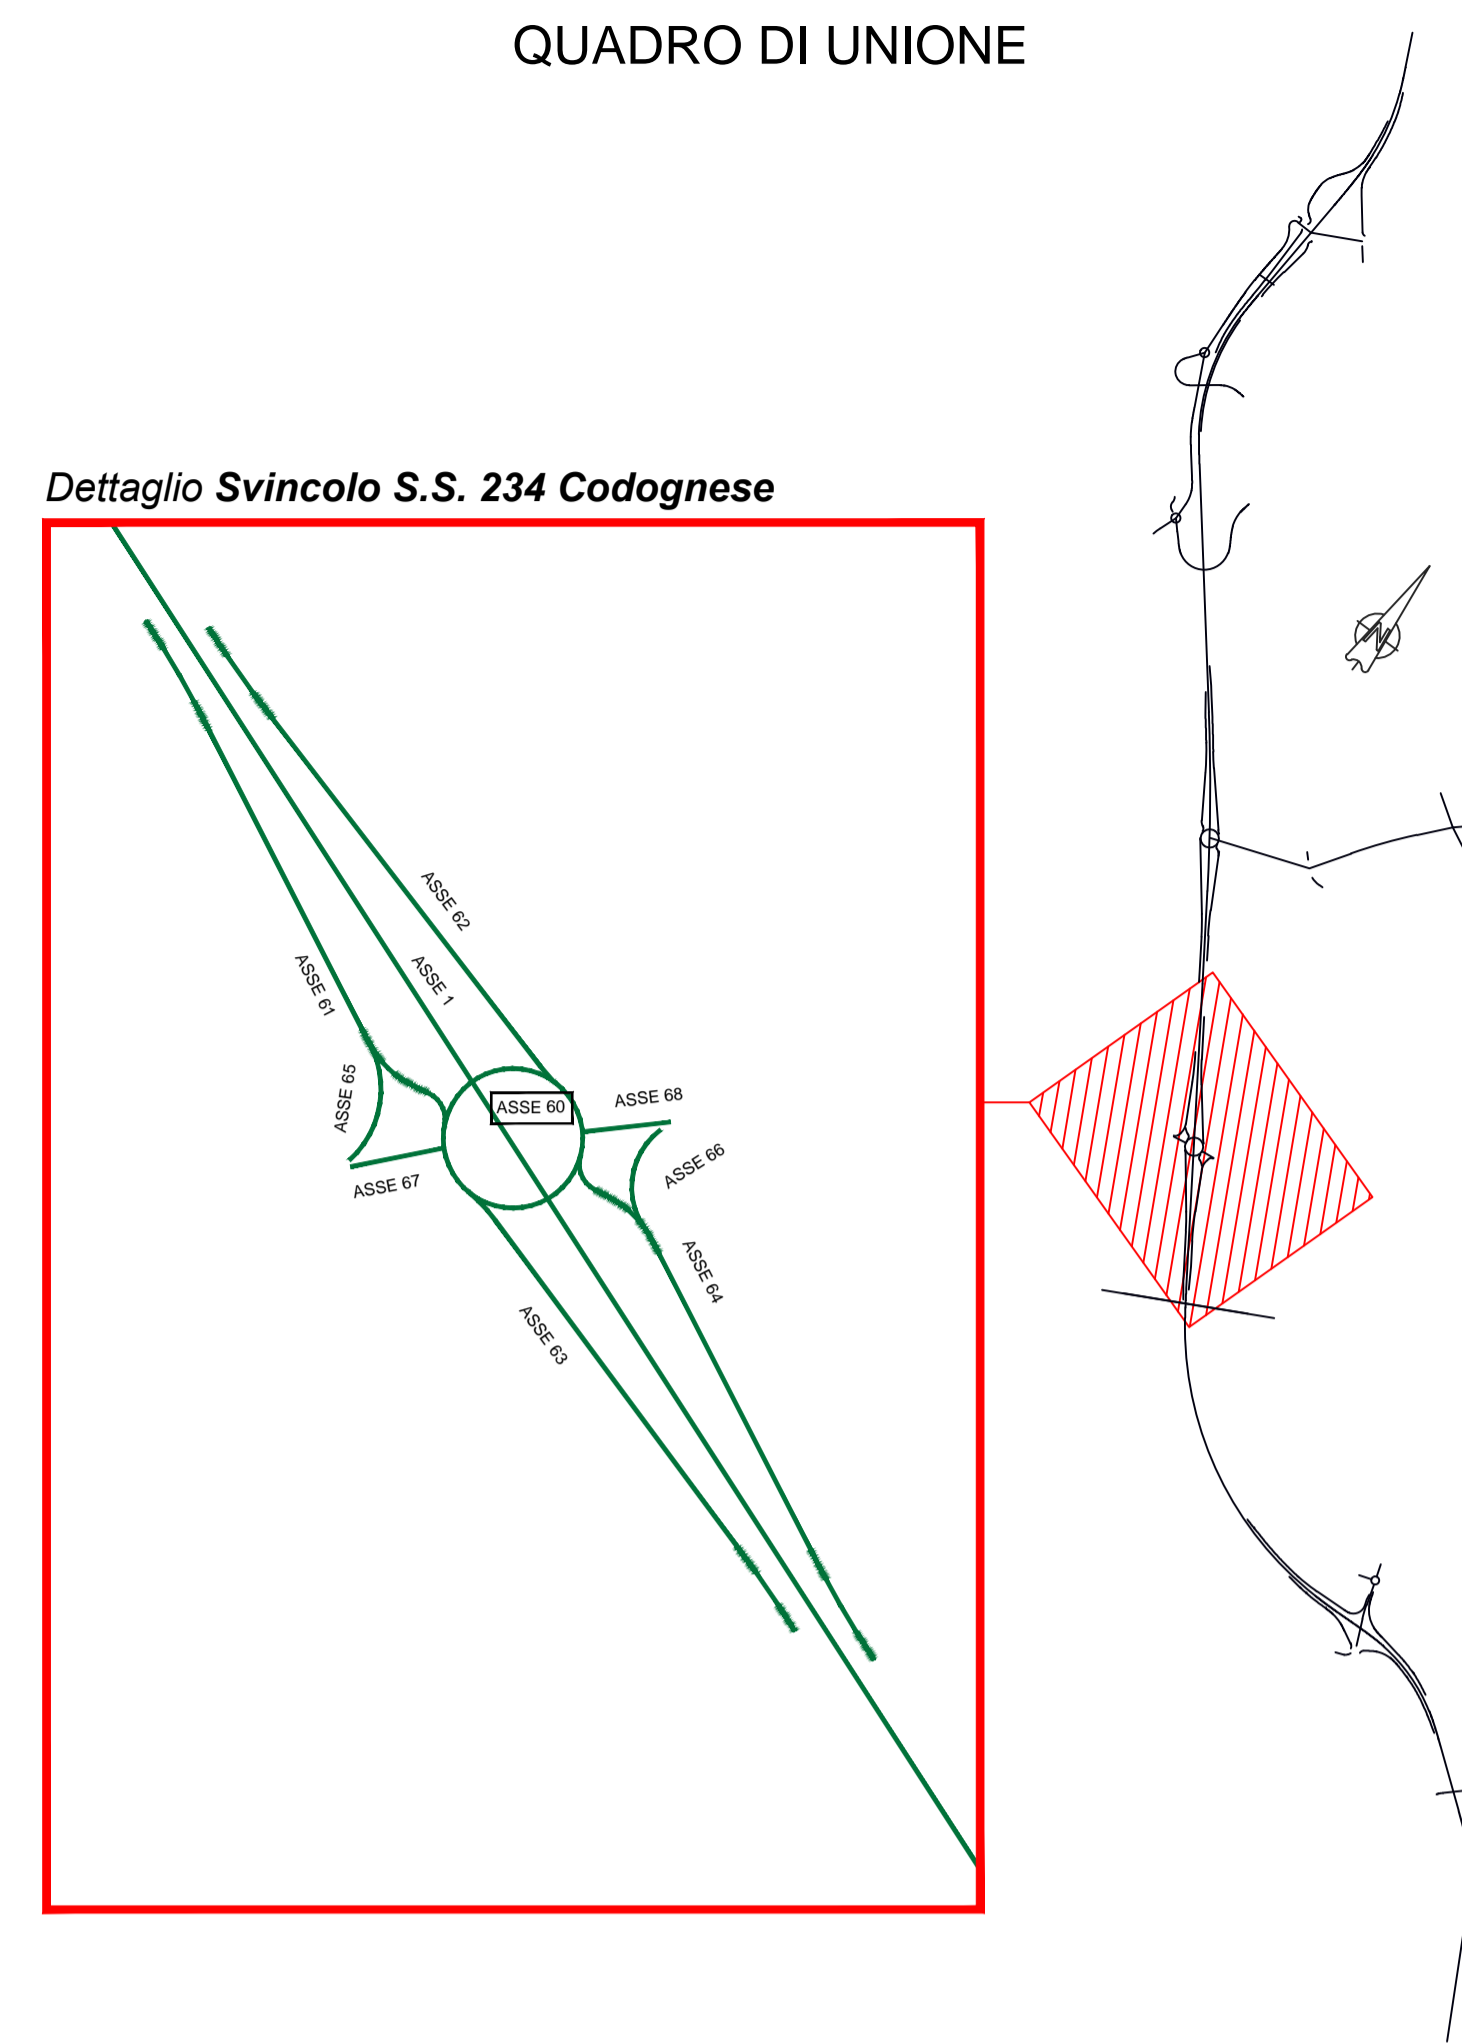 QUADRO DI UNIONE
Dettaglio Svincolo S.S. 234 Codognese
ASSE 62
ASSE 1
ASSE 61
ASSE 65
ASSE 60
ASSE 68
ASSE 66
ASSE 67
ASSE 64
ASSE 63
N